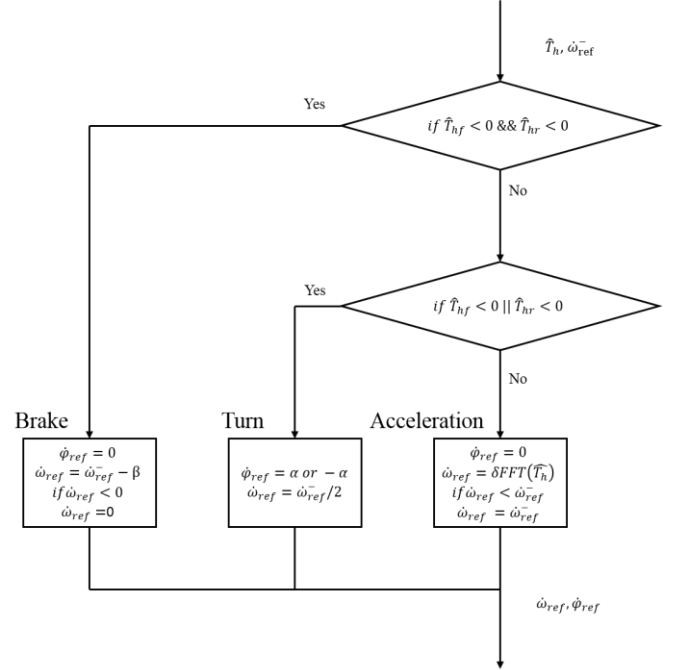 T̂_h, ω̇⁻_ref
Yes
if T̂_hf < 0 && T̂_hr < 0
No
Yes
if T̂_hf < 0 || T̂_hr < 0
No
Brake
φ̇_ref = 0
ω̇_ref = ω̇⁻_ref − β
if ω̇_ref < 0
ω̇_ref =0
Turn
φ̇_ref = α or − α
ω̇_ref = ω̇⁻_ref/2
Acceleration
φ̇_ref = 0
ω̇_ref = δFFT(T̂_h)
if ω̇_ref < ω̇⁻_ref
ω̇_ref = ω̇⁻_ref
ω̇_ref, φ̇_ref